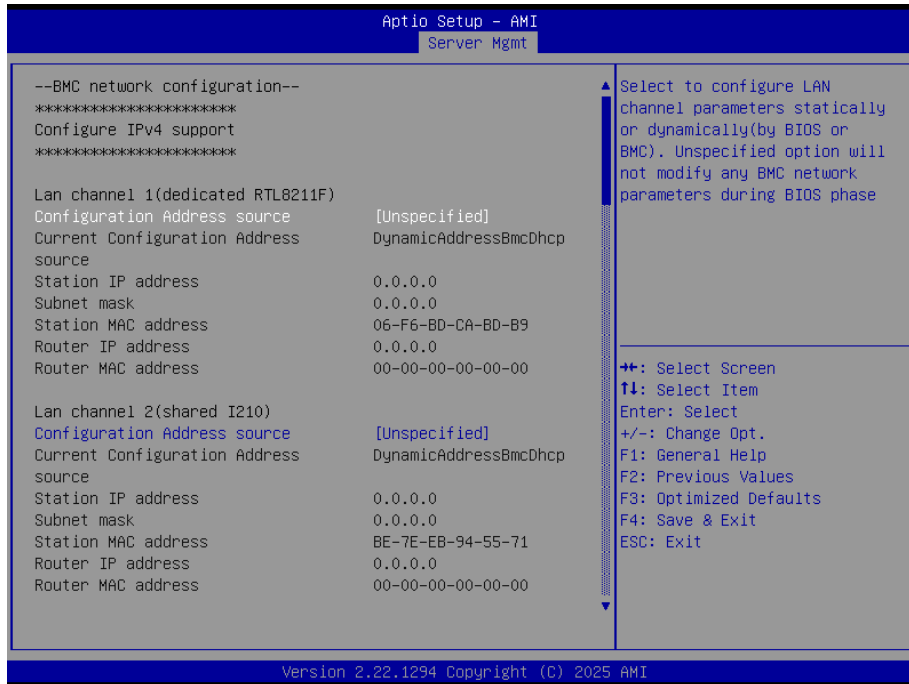 Aptio Setup - AMI
Server Mgmt
--BMC network configuration--
***********************
Configure IPv4 support
***********************
Lan channel 1(dedicated RTL8211F)
Configuration Address source [Unspecified]
Current Configuration Address DynamicAddressBmcDhcp
source
Station IP address 0.0.0.0
Subnet mask 0.0.0.0
Station MAC address 06-F6-BD-CA-BD-B9
Router IP address 0.0.0.0
Router MAC address 00-00-00-00-00-00
Lan channel 2(shared I210)
Configuration Address source [Unspecified]
Current Configuration Address DynamicAddressBmcDhcp
source
Station IP address 0.0.0.0
Subnet mask 0.0.0.0
Station MAC address BE-7E-EB-94-55-71
Router IP address 0.0.0.0
Router MAC address 00-00-00-00-00-00
Select to configure LAN
channel parameters statically
or dynamically(by BIOS or
BMC). Unspecified option will
not modify any BMC network
parameters during BIOS phase
→←: Select Screen
↑↓: Select Item
Enter: Select
+/-: Change Opt.
F1: General Help
F2: Previous Values
F3: Optimized Defaults
F4: Save & Exit
ESC: Exit
Version 2.22.1294 Copyright (C) 2025 AMI